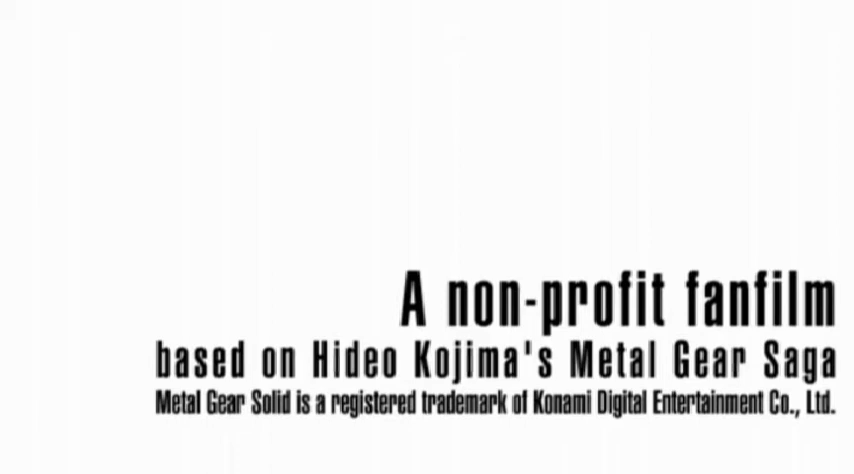 A non-profit fanfilm
based on Hideo Kojima's Metal Gear Saga
Metal Gear Solid is a registered trademark of Konami Digital Entertainment Co., Ltd.